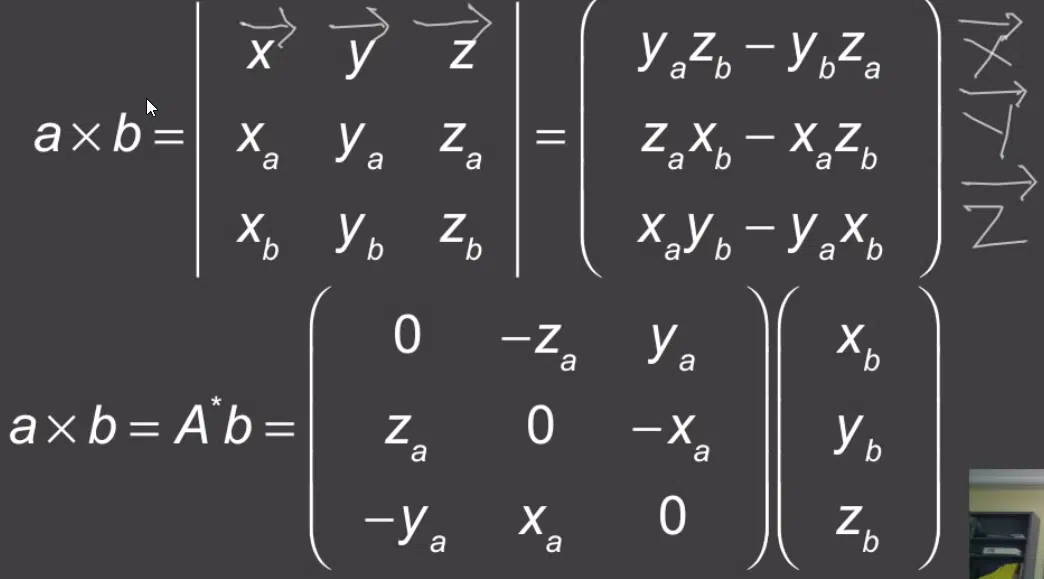 a × b = | x⃗ y⃗ z⃗ | = ( y_a z_b − y_b z_a ) X⃗
x_a y_a z_a z_a x_b − x_a z_b Y⃗
x_b y_b z_b x_a y_b − y_a x_b Z⃗
a × b = A* b = ( 0 −z_a y_a ) ( x_b )
z_a 0 −x_a y_b
−y_a x_a 0 z_b